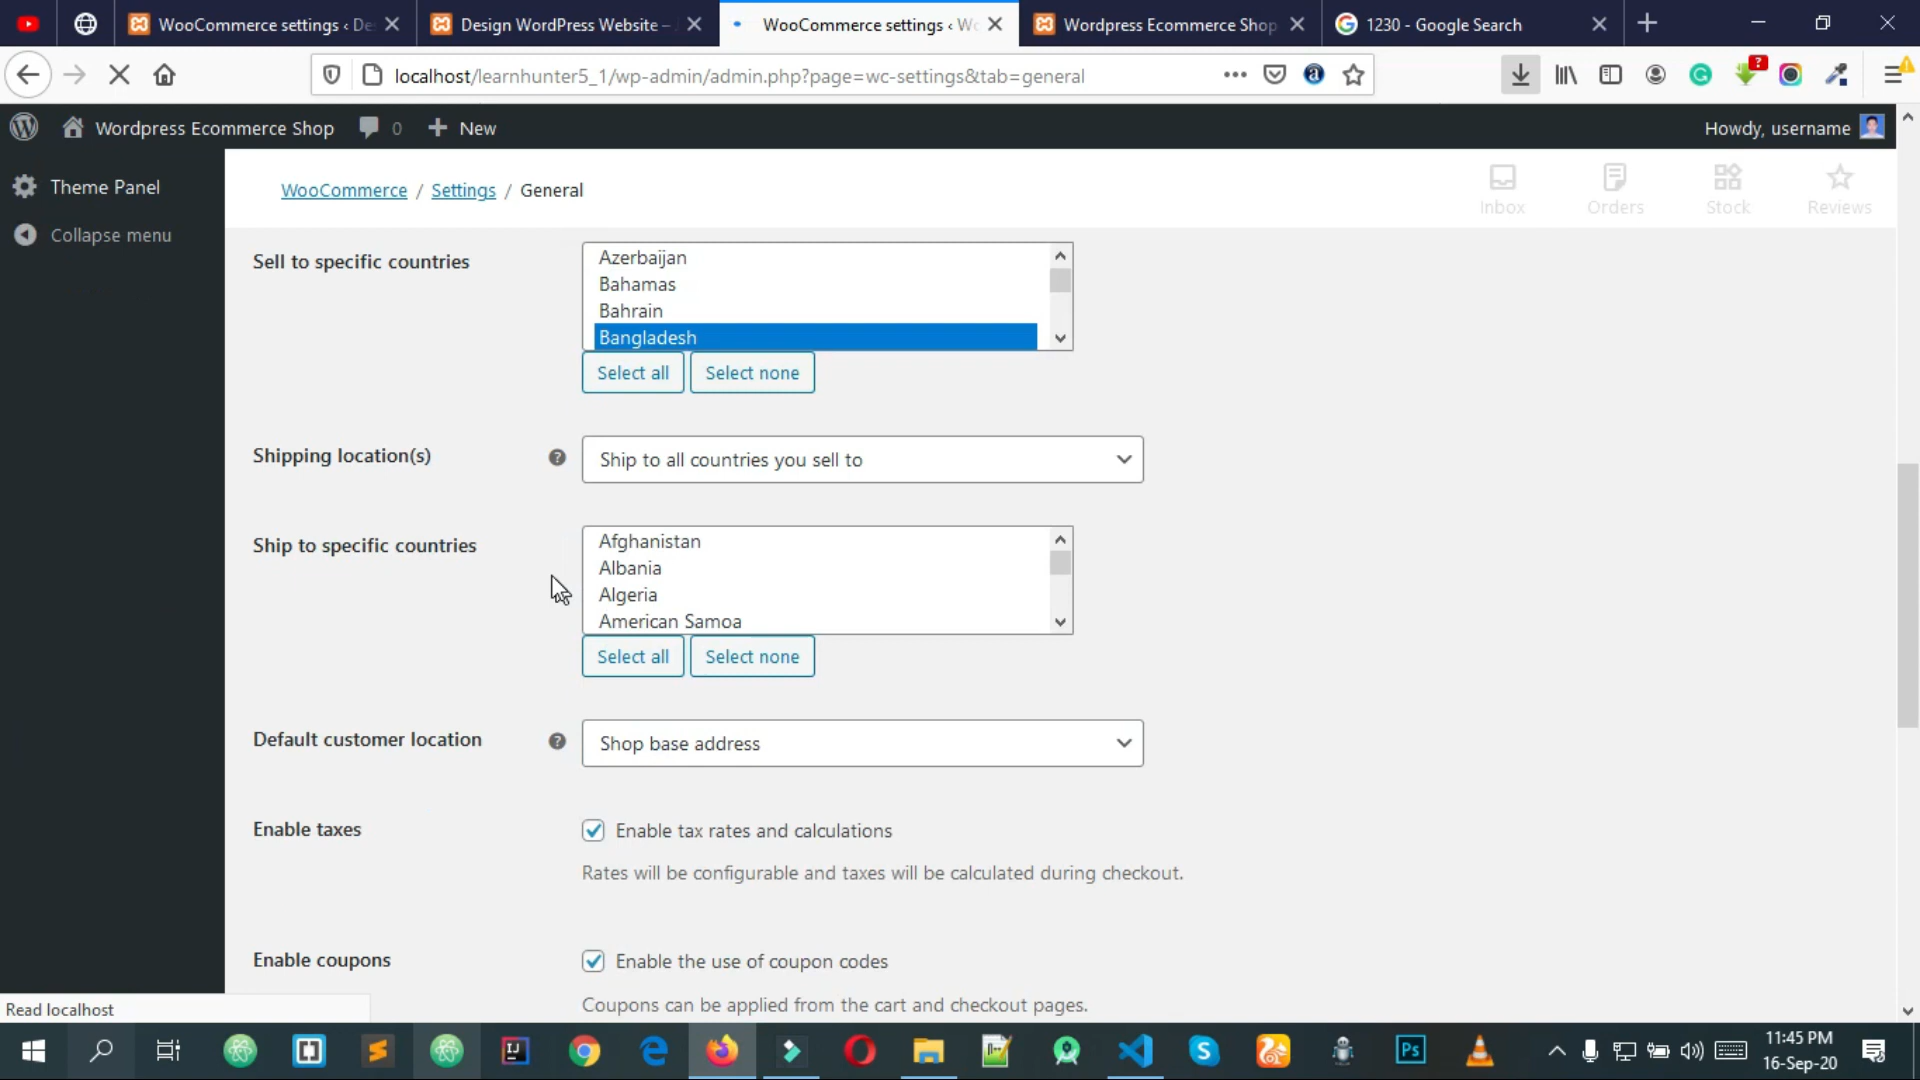 WooCommerce settings ‹ De
Design WordPress Website –
WooCommerce settings ‹ Wo
Wordpress Ecommerce Shop
1230 - Google Search
localhost/learnhunter5_1/wp-admin/admin.php?page=wc-settings&tab=general
Wordpress Ecommerce Shop 0 + New
Howdy, username
Theme Panel
Collapse menu
WooCommerce / Settings / General
Inbox
Orders
Stock
Reviews
Sell to specific countries
Azerbaijan
Bahamas
Bahrain
Bangladesh
Select all
Select none
Shipping location(s)
Ship to all countries you sell to
Ship to specific countries
Afghanistan
Albania
Algeria
American Samoa
Select all
Select none
Default customer location
Shop base address
Enable taxes
Enable tax rates and calculations
Rates will be configurable and taxes will be calculated during checkout.
Enable coupons
Enable the use of coupon codes
Coupons can be applied from the cart and checkout pages.
Read localhost
11:45 PM
16-Sep-20